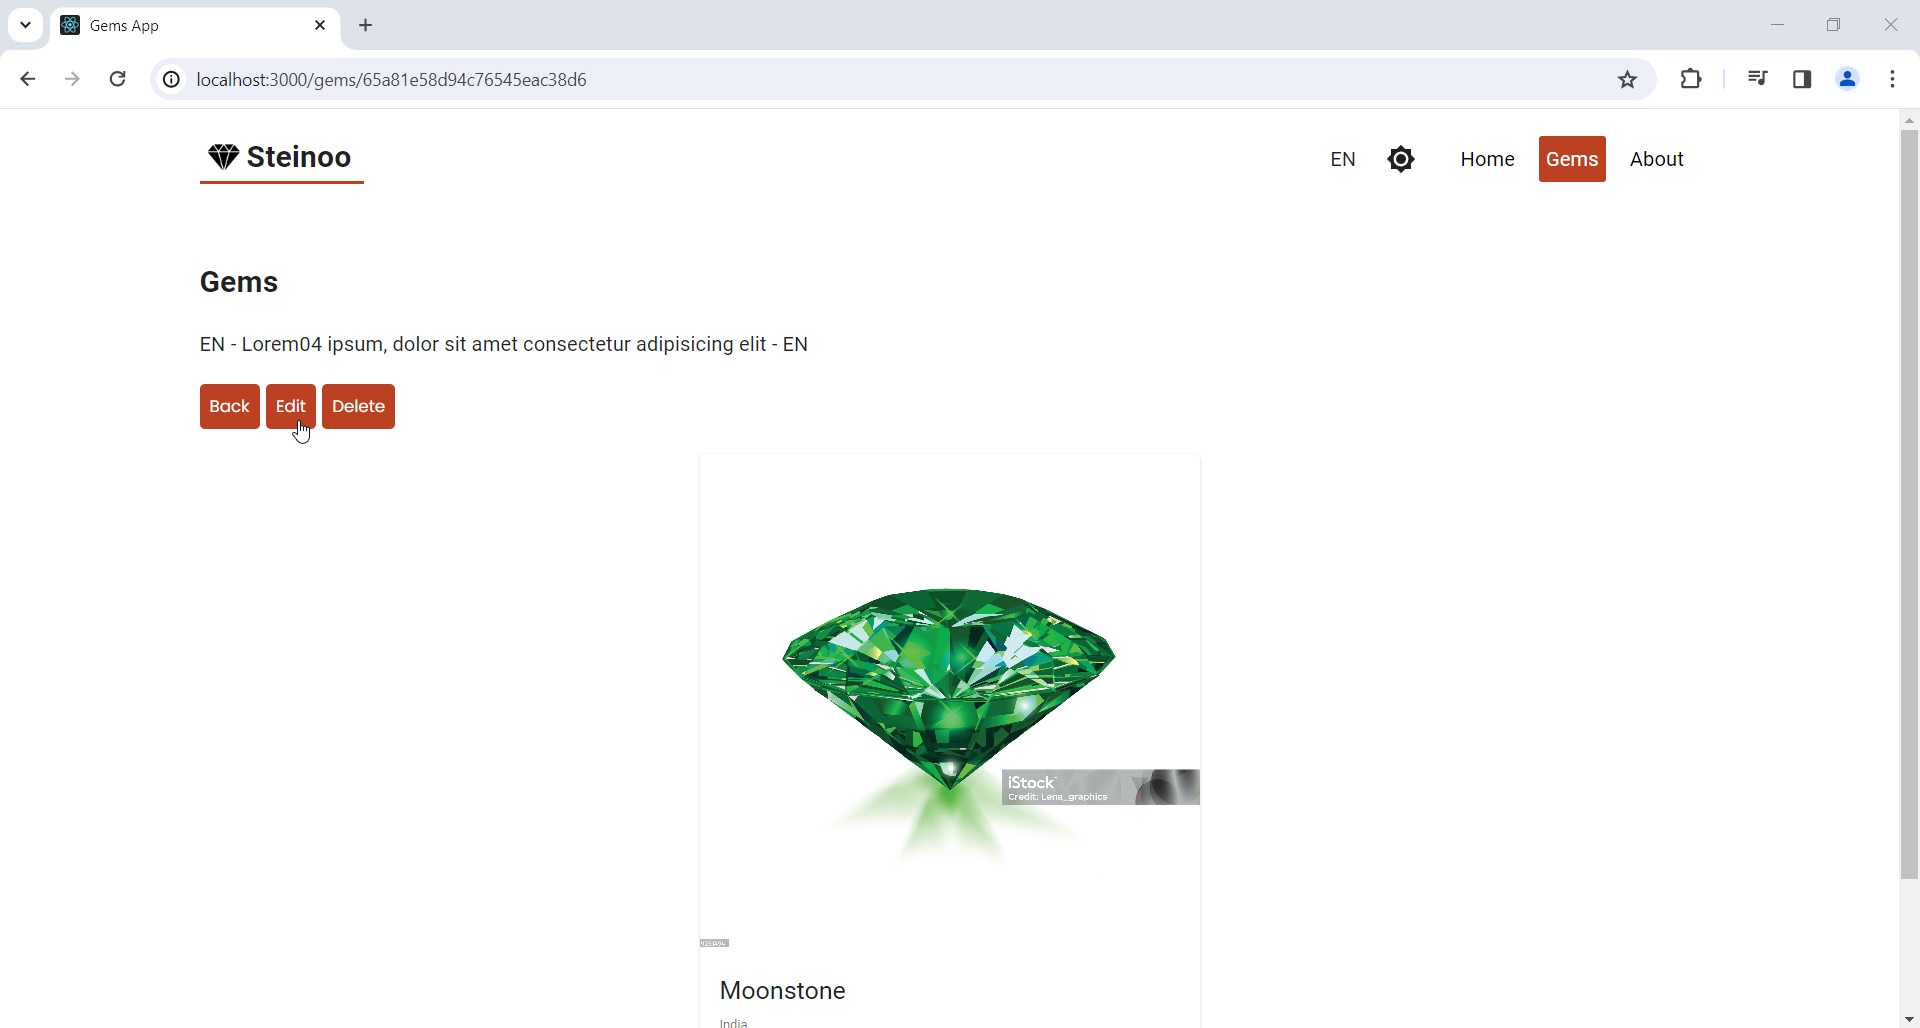 Gems App
localhost:3000/gems/65a81e58d94c76545eac38d6
Steinoo
EN
Home
Gems
About
Gems
EN - Lorem04 ipsum, dolor sit amet consectetur adipisicing elit - EN
Back
Edit
Delete
iStock
Credit: Lena_graphics
Moonstone
India